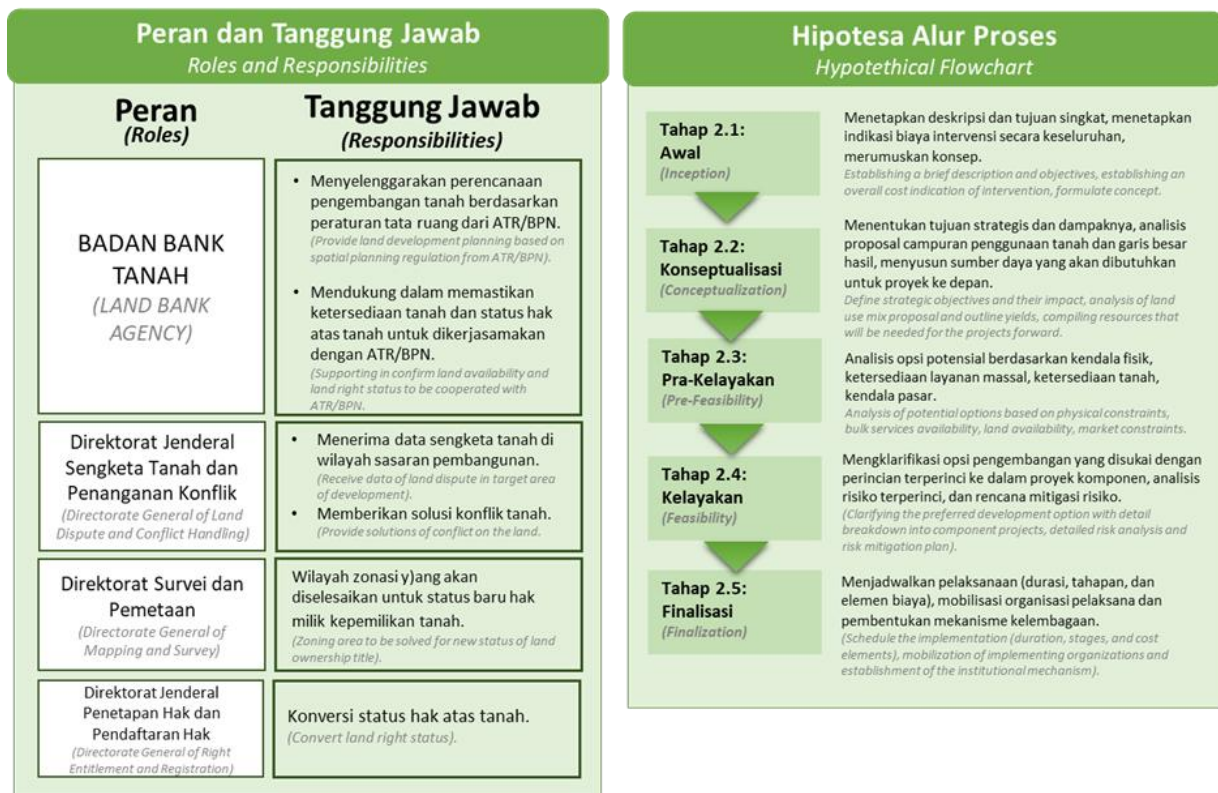 Peran dan Tanggung Jawab
Roles and Responsibilities
Peran
(Roles)
Tanggung Jawab
(Responsibilities)
BADAN BANK
TANAH
(LAND BANK
AGENCY)
• Menyelenggarakan perencanaan
pengembangan tanah berdasarkan
peraturan tata ruang dari ATR/BPN.
(Provide land development planning based on
spatial planning regulation from ATR/BPN).
• Mendukung dalam memastikan
ketersediaan tanah dan status hak
atas tanah untuk dikerjasamakan
dengan ATR/BPN.
(Supporting in confirm land availability and
land right status to be cooperated with
ATR/BPN.
Direktorat Jenderal
Sengketa Tanah dan
Penanganan Konflik
(Directorate General of Land
Dispute and Conflict Handling)
• Menerima data sengketa tanah di
wilayah sasaran pembangunan.
(Receive data of land dispute in target area
of development).
• Memberikan solusi konflik tanah.
(Provide solutions of conflict on the land.
Direktorat Survei dan
Pemetaan
(Directorate General of
Mapping and Survey)
Wilayah zonasi y)ang akan
diselesaikan untuk status baru hak
milik kepemilikan tanah.
(Zoning area to be solved for new status of land
ownership title).
Direktorat Jenderal
Penetapan Hak dan
Pendaftaran Hak
(Directorate General of Right
Entitlement and Registration)
Konversi status hak atas tanah.
(Convert land right status).
Hipotesa Alur Proses
Hypotethical Flowchart
Tahap 2.1:
Awal
(Inception)
Menetapkan deskripsi dan tujuan singkat, menetapkan
indikasi biaya intervensi secara keseluruhan,
merumuskan konsep.
Establishing a brief description and objectives, establishing an
overall cost indication of intervention, formulate concept.
Tahap 2.2:
Konseptualisasi
(Conceptualization)
Menentukan tujuan strategis dan dampaknya, analisis
proposal campuran penggunaan tanah dan garis besar
hasil, menyusun sumber daya yang akan dibutuhkan
untuk proyek ke depan.
Define strategic objectives and their impact, analysis of land
use mix proposal and outline yields, compiling resources that
will be needed for the projects forward.
Tahap 2.3:
Pra-Kelayakan
(Pre-Feasibility)
Analisis opsi potensial berdasarkan kendala fisik,
ketersediaan layanan massal, ketersediaan tanah,
kendala pasar.
Analysis of potential options based on physical constraints,
bulk services availability, land availability, market constraints.
Tahap 2.4:
Kelayakan
(Feasibility)
Mengklarifikasi opsi pengembangan yang disukai dengan
perincian terperinci ke dalam proyek komponen, analisis
risiko terperinci, dan rencana mitigasi risiko.
(Clarifying the preferred development option with detail
breakdown into component projects, detailed risk analysis and
risk mitigation plan).
Tahap 2.5:
Finalisasi
(Finalization)
Menjadwalkan pelaksanaan (durasi, tahapan, dan
elemen biaya), mobilisasi organisasi pelaksana dan
pembentukan mekanisme kelembagaan.
(Schedule the implementation (duration, stages, and cost
elements), mobilization of implementing organizations and
establishment of the institutional mechanism).